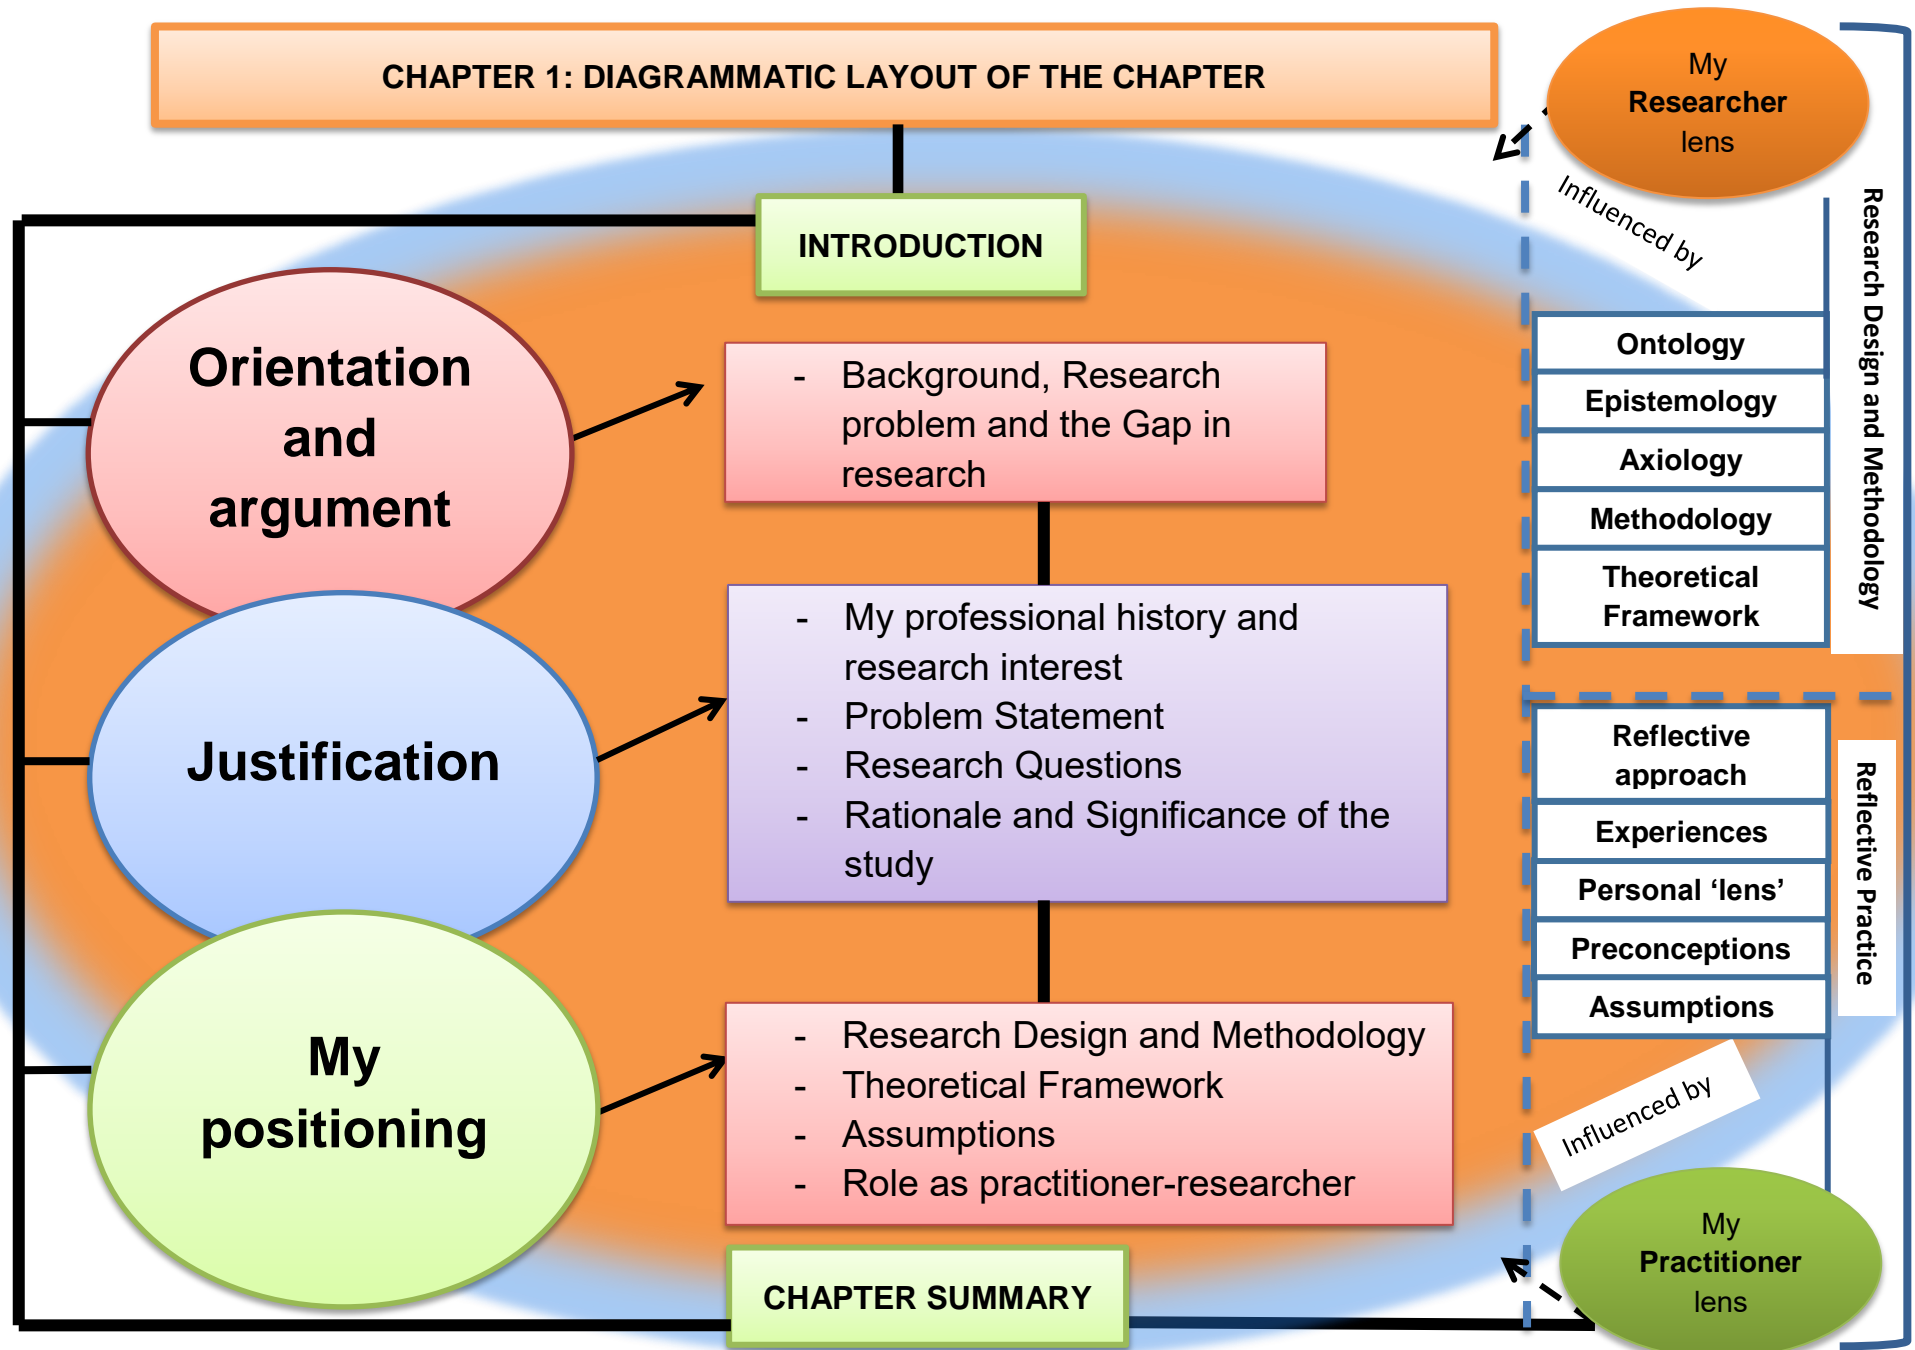 CHAPTER 1: DIAGRAMMATIC LAYOUT OF THE CHAPTER
INTRODUCTION
Orientation
and
argument
- Background, Research
problem and the Gap in
research
Justification
- My professional history and
research interest
- Problem Statement
- Research Questions
- Rationale and Significance of the
study
My
positioning
- Research Design and Methodology
- Theoretical Framework
- Assumptions
- Role as practitioner-researcher
CHAPTER SUMMARY
My
Researcher
lens
Influenced by
Ontology
Epistemology
Axiology
Methodology
Theoretical
Framework
Research Design and Methodology
Reflective
approach
Experiences
Personal ‘lens’
Preconceptions
Assumptions
Reflective Practice
Influenced by
My
Practitioner
lens